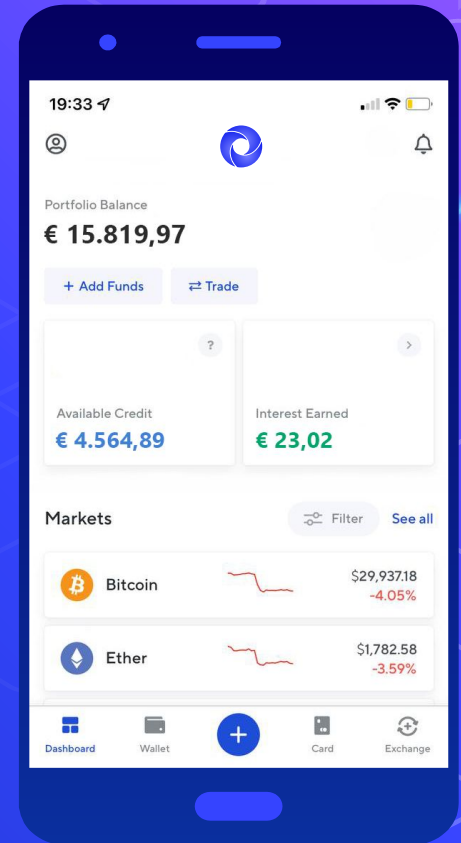 19:33
Portfolio Balance
€ 15.819,97
+ Add Funds
⇄ Trade
?
Available Credit
€ 4.564,89
Interest Earned
€ 23,02
Markets
Filter
See all
Bitcoin
$29,937.18
-4.05%
Ether
$1,782.58
-3.59%
Dashboard
Wallet
Card
Exchange